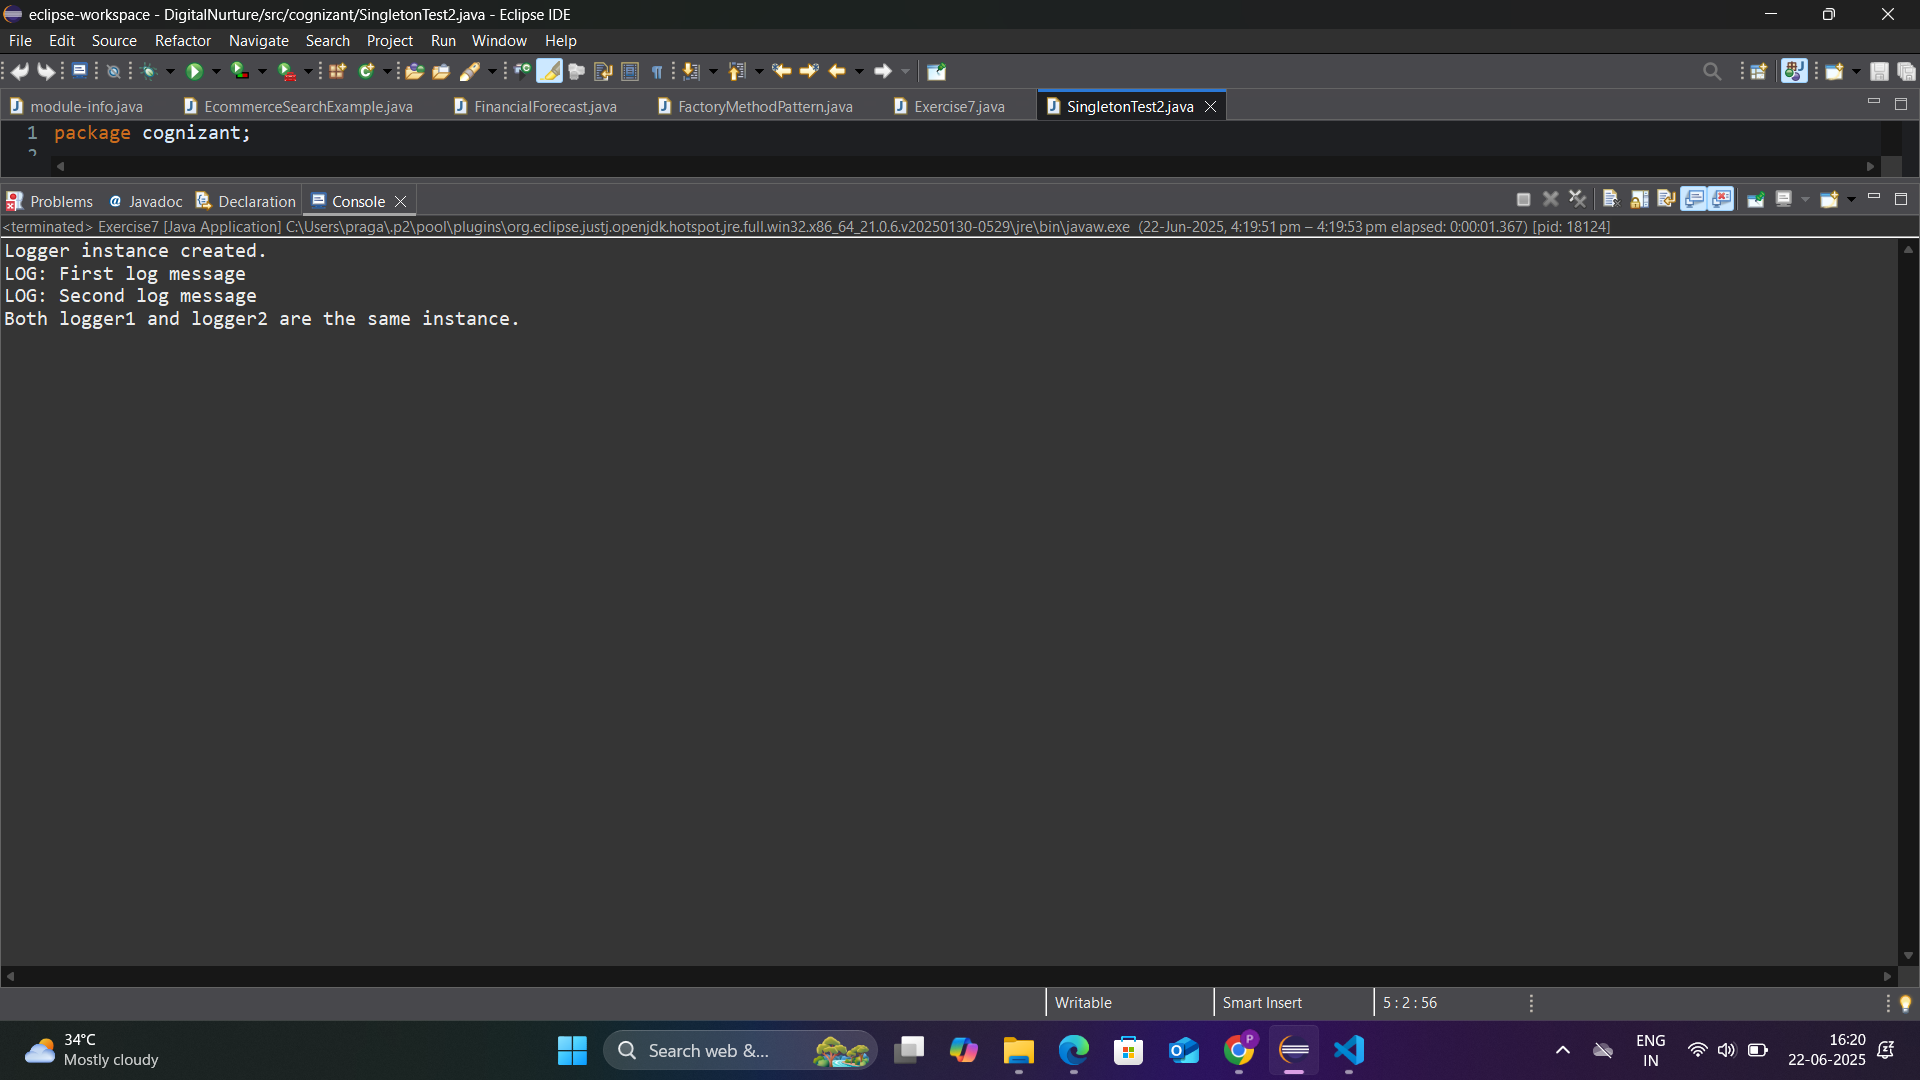 eclipse-workspace - DigitalNurture/src/cognizant/SingletonTest2.java - Eclipse IDE
File Edit Source Refactor Navigate Search Project Run Window Help
module-info.java EcommerceSearchExample.java FinancialForecast.java FactoryMethodPattern.java Exercise7.java SingletonTest2.java
1 package cognizant;
2
Problems Javadoc Declaration Console
<terminated> Exercise7 [Java Application] C:\Users\praga\.p2\pool\plugins\org.eclipse.justj.openjdk.hotspot.jre.full.win32.x86_64_21.0.6.v20250130-0529\jre\bin\javaw.exe (22-Jun-2025, 4:19:51 pm – 4:19:53 pm elapsed: 0:00:01.367) [pid: 18124]
Logger instance created.
LOG: First log message
LOG: Second log message
Both logger1 and logger2 are the same instance.
Writable Smart Insert 5 : 2 : 56
34°C
Mostly cloudy
Search web &...
ENG
IN
16:20
22-06-2025